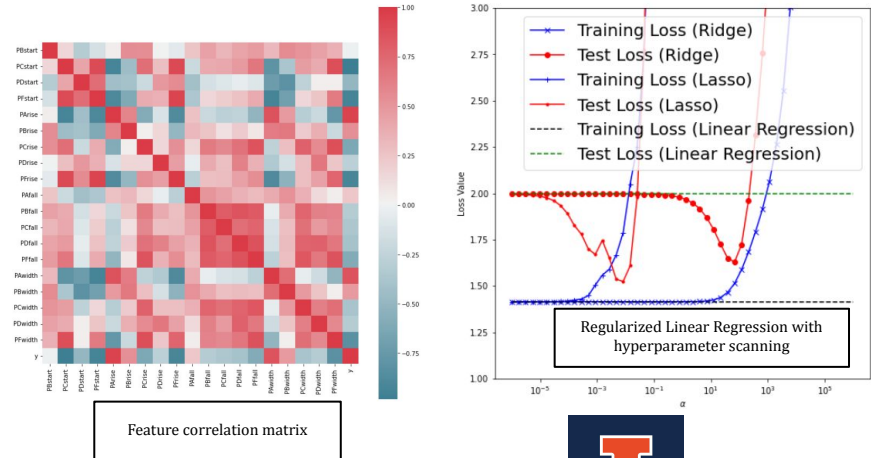 PBstart
PCstart
PDstart
PFstart
PArise
PBrise
PCrise
PDrise
PFrise
PAfall
PBfall
PCfall
PDfall
PFfall
PAwidth
PBwidth
PCwidth
PDwidth
PFwidth
y
PBstart PCstart PDstart PFstart PArise PBrise PCrise PDrise PFrise PAfall PBfall PCfall PDfall PFfall PAwidth PBwidth PCwidth PDwidth PFwidth y
1.00
0.75
0.50
0.25
0.00
−0.25
−0.50
−0.75
Feature correlation matrix
3.00
2.75
2.50
2.25
2.00
1.75
1.50
1.25
1.00
Loss Value
Training Loss (Ridge)
Test Loss (Ridge)
Training Loss (Lasso)
Test Loss (Lasso)
Training Loss (Linear Regression)
Test Loss (Linear Regression)
Regularized Linear Regression with
hyperparameter scanning
10⁻⁵ 10⁻³ 10⁻¹ 10¹ 10³ 10⁵
α